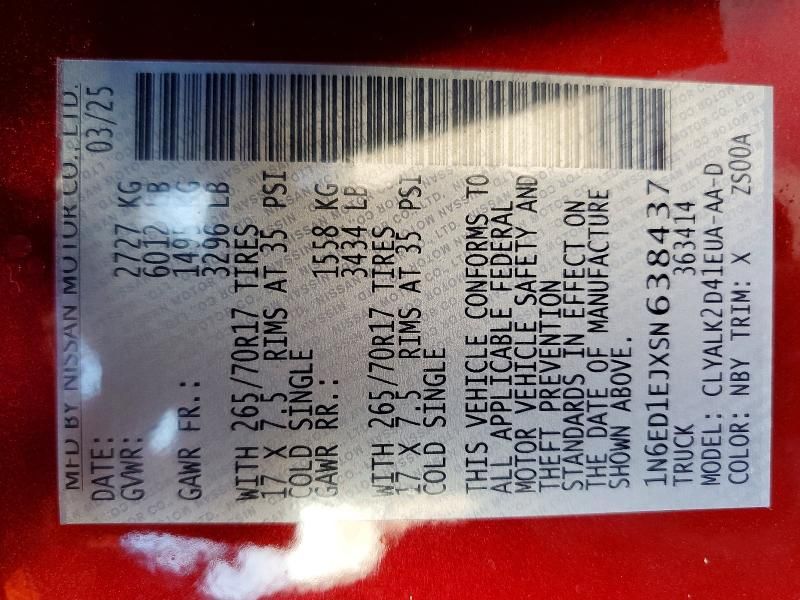 MFD BY NISSAN MOTOR CO., LTD.
DATE: 03/25
GVWR: 2727 KG
6012 LB
GAWR FR.: 1495 KG
3296 LB
WITH 265/70R17 TIRES
17 X 7.5 RIMS AT 35 PSI
COLD SINGLE
GAWR RR.: 1558 KG
3434 LB
WITH 265/70R17 TIRES
17 X 7.5 RIMS AT 35 PSI
COLD SINGLE
THIS VEHICLE CONFORMS TO
ALL APPLICABLE FEDERAL
MOTOR VEHICLE SAFETY AND
THEFT PREVENTION
STANDARDS IN EFFECT ON
THE DATE OF MANUFACTURE
SHOWN ABOVE.
1N6ED1EJXSN638437
TRUCK 363414
MODEL: CLYALK2D41EUA-AA-D
COLOR: NBY TRIM: X ZS00A